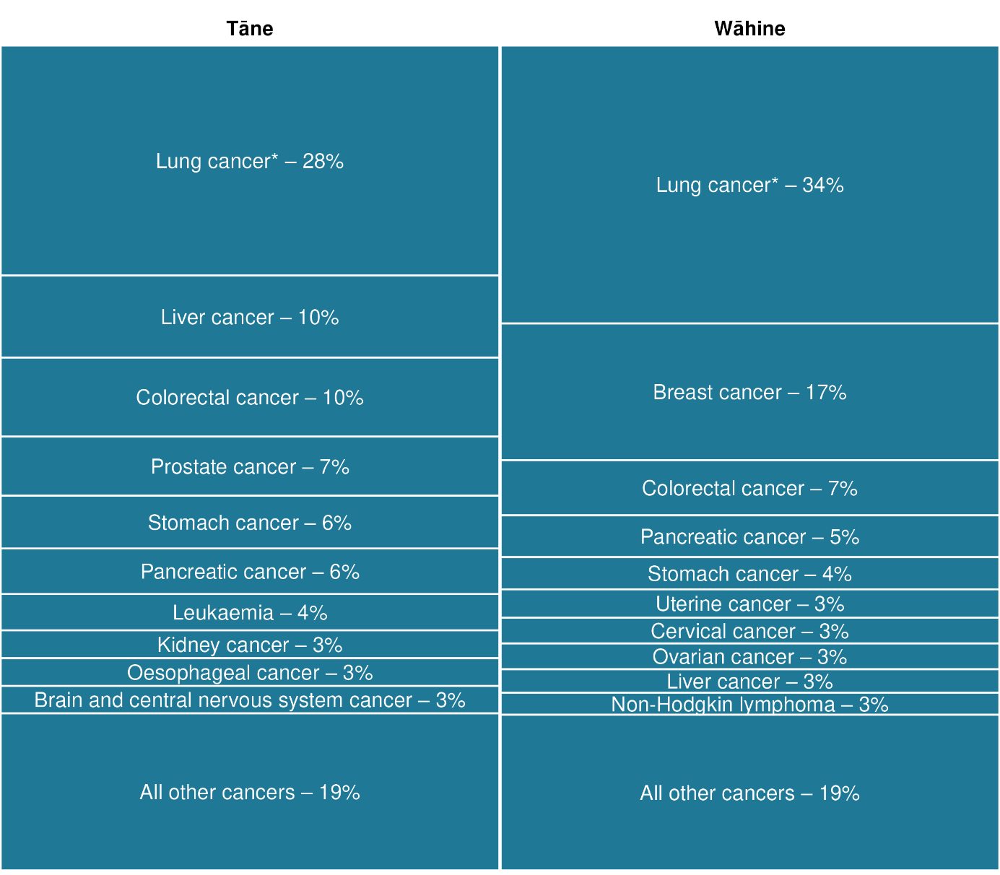 Tāne
Lung cancer* – 28%
Liver cancer – 10%
Colorectal cancer – 10%
Prostate cancer – 7%
Stomach cancer – 6%
Pancreatic cancer – 6%
Leukaemia – 4%
Kidney cancer – 3%
Oesophageal cancer – 3%
Brain and central nervous system cancer – 3%
All other cancers – 19%
Wāhine
Lung cancer* – 34%
Breast cancer – 17%
Colorectal cancer – 7%
Pancreatic cancer – 5%
Stomach cancer – 4%
Uterine cancer – 3%
Cervical cancer – 3%
Ovarian cancer – 3%
Liver cancer – 3%
Non-Hodgkin lymphoma – 3%
All other cancers – 19%